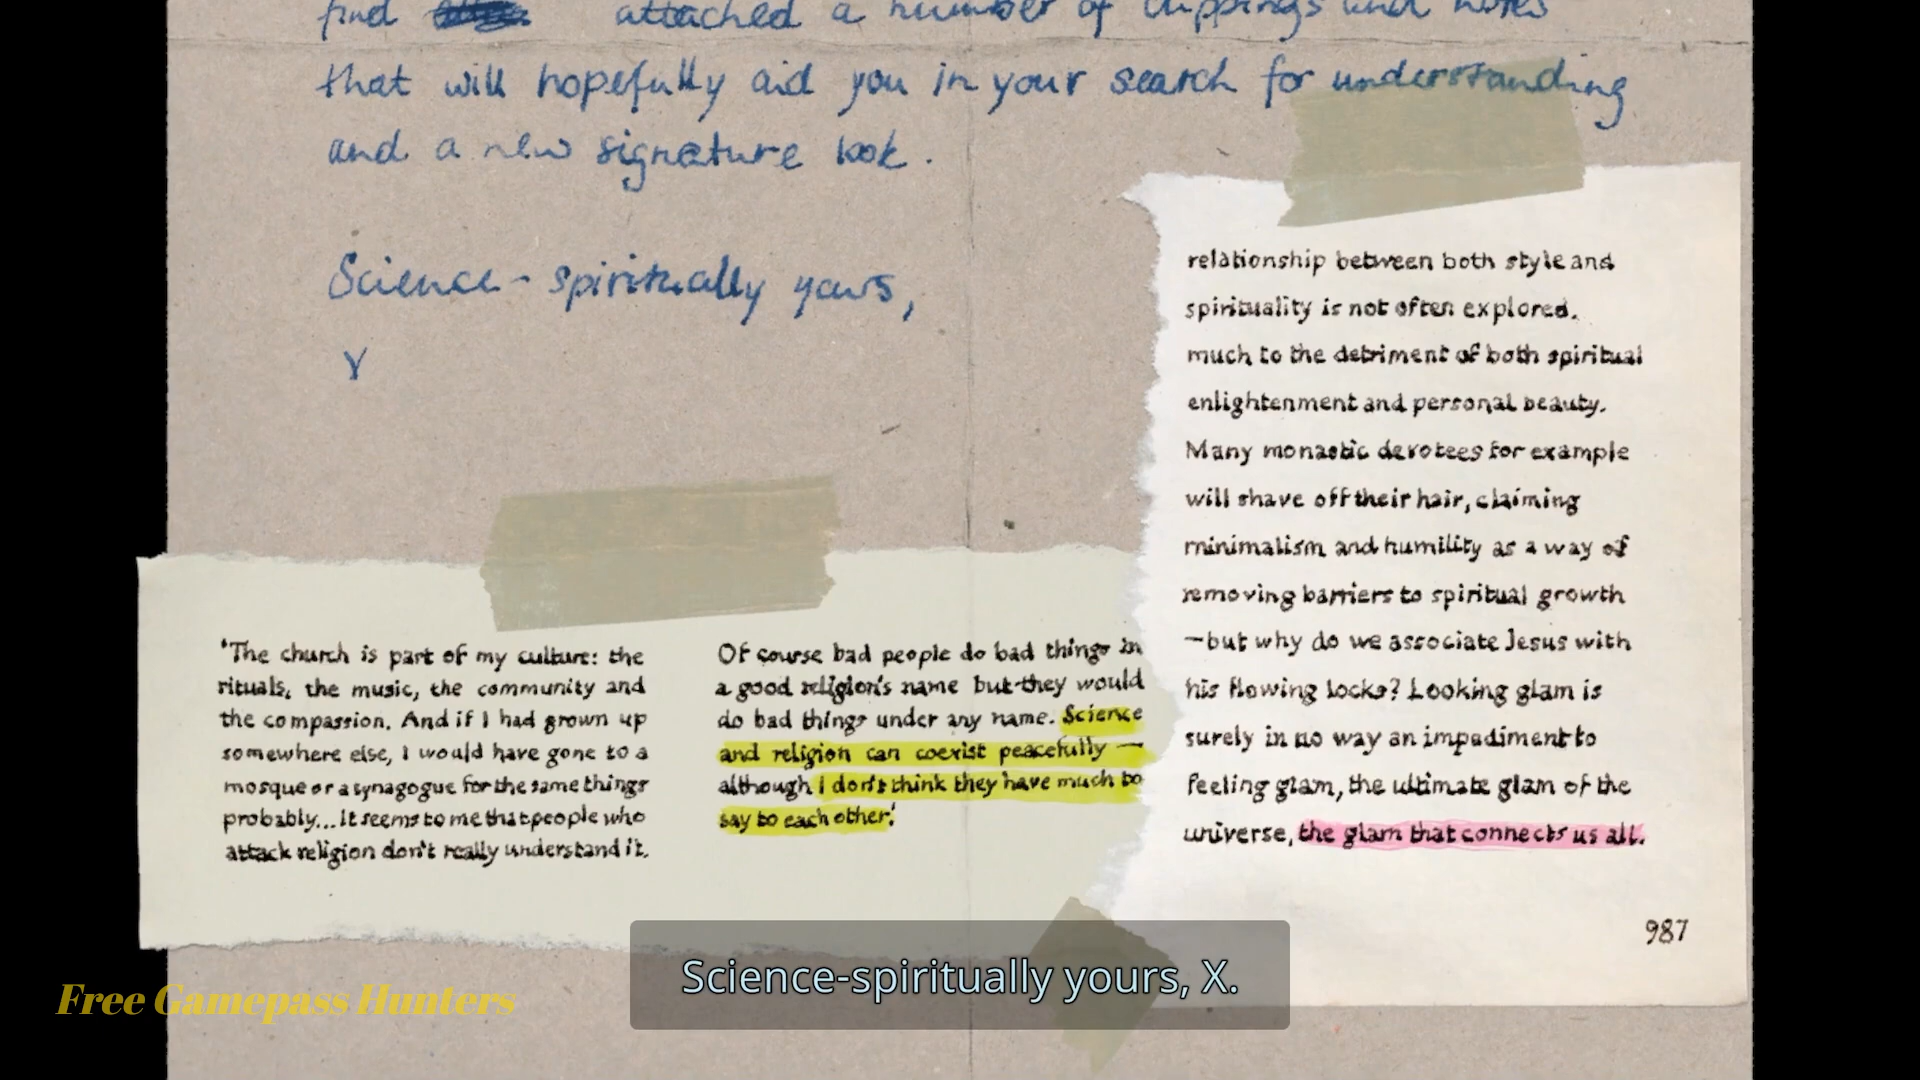 find attached a number of clippings and notes
that will hopefully aid you in your search for understanding
and a new signature look.
Science-spiritually yours,
X
'The church is part of my culture: the
rituals, the music, the community and
the compassion. And if I had grown up
somewhere else, I would have gone to a
mosque or a synagogue for the same things
probably... It seems to me that people who
attack religion don't really understand it.
Of course bad people do bad things in
a good religion's name but they would
do bad things under any name. Science
and religion can coexist peacefully —
although I don't think they have much to
say to each other.'
relationship between both style and
spirituality is not often explored.
much to the detriment of both spiritual
enlightenment and personal beauty.
Many monastic devotees for example
will shave off their hair, claiming
minimalism and humility as a way of
removing barriers to spiritual growth
—but why do we associate Jesus with
his flowing locks? Looking glam is
surely in no way an impediment to
feeling glam, the ultimate glam of the
universe, the glam that connects us all.
987
Science-spiritually yours, X.
Free Gamepass Hunters